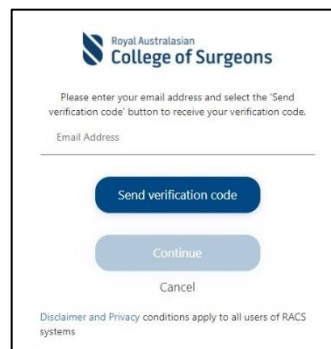 Royal Australasian
College of Surgeons
Please enter your email address and select the 'Send
verification code' button to receive your verification code.
Email Address
Send verification code
Continue
Cancel
Disclaimer and Privacy conditions apply to all users of RACS
systems